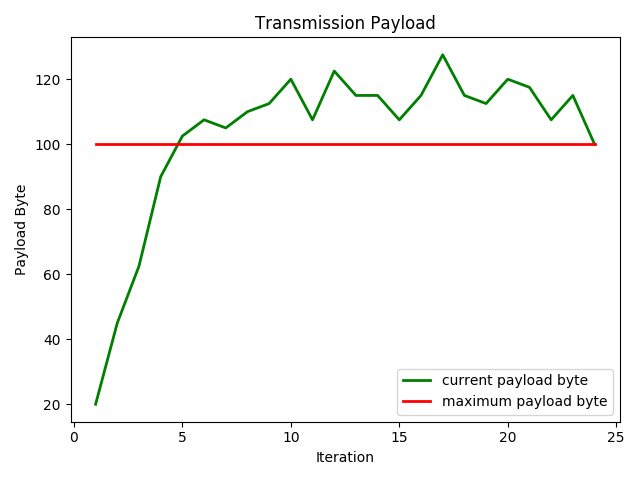 Transmission Payload
Payload Byte
120
100
80
60
40
20
0 5 10 15 20 25
Iteration
current payload byte
maximum payload byte